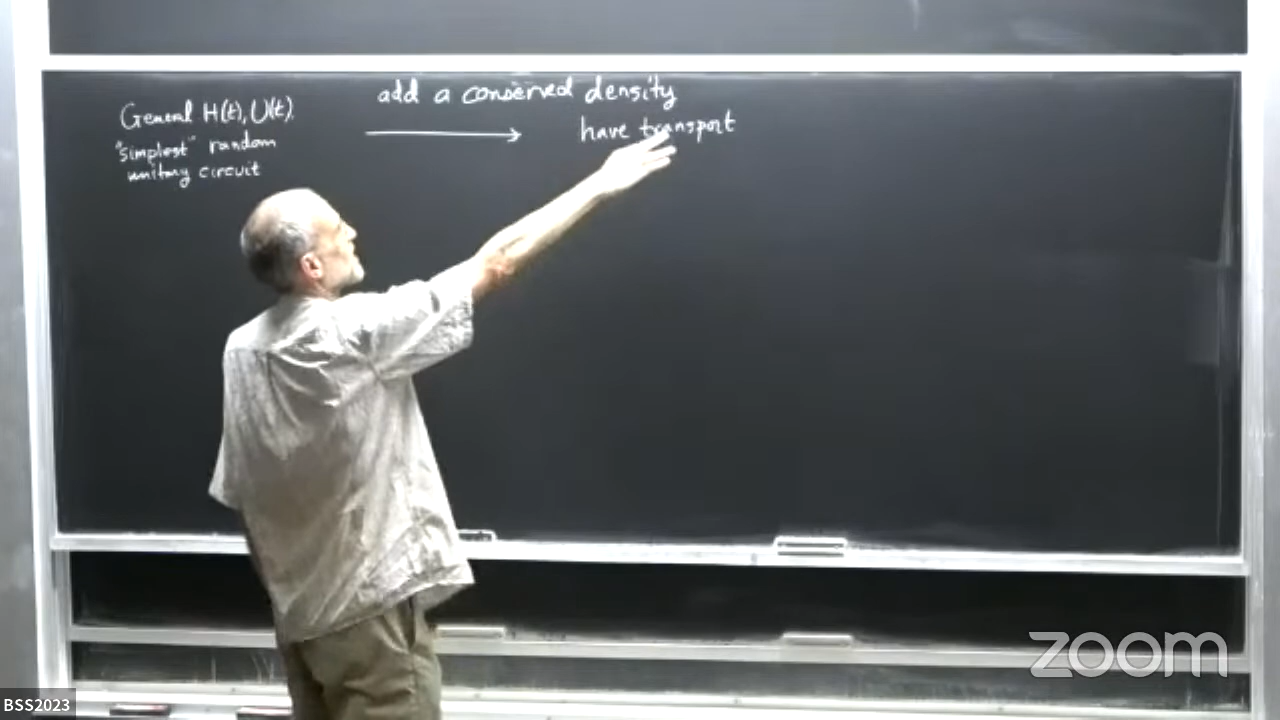 add a conserved density
General H(t), U(t).
have transport
"simplest" random
unitary circuit
zoom
BSS2023